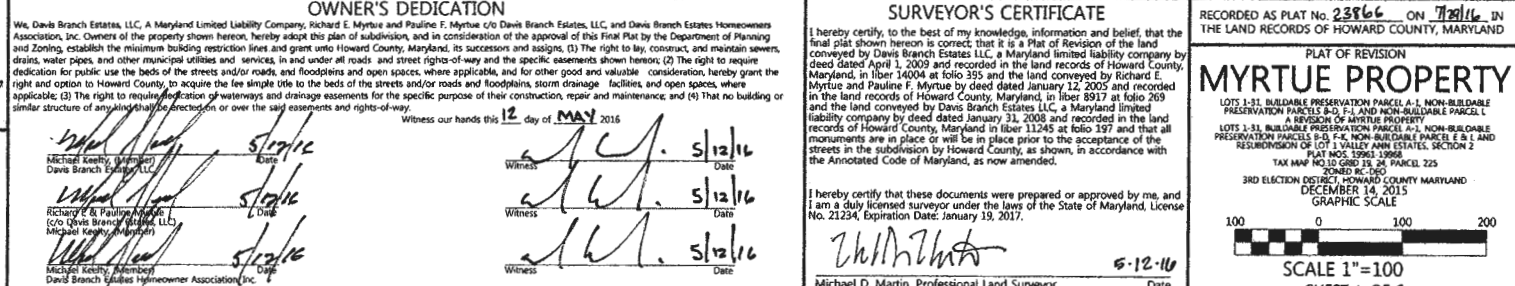 OWNER'S DEDICATION
We, Davis Branch Estates, LLC, A Maryland Limited Liability Company, Richard E. Myrtue and Pauline F. Myrtue c/o Davis Branch Estates, LLC, and Davis Branch Estates Homeowners
Association, Inc. Owners of the property shown hereon, hereby adopt this plan of subdivision, and in consideration of the approval of this Final Plat by the Department of Planning
and Zoning, establish the minimum building restriction lines and grant unto Howard County, Maryland, its successors and assigns, (1) The right to lay, construct, and maintain sewers,
drains, water pipes, and other municipal utilities and services, in and under all roads and street rights-of-way and the specific easements shown hereon; (2) The right to require
dedication for public use the beds of the streets and/or roads, and floodplains and open spaces, where applicable, and for other good and valuable consideration, hereby grant the
right and option to Howard County, to acquire the fee simple title to the beds of the streets and/or roads and floodplains, storm drainage facilities, and open spaces, where
applicable; (3) The right to require dedication of waterways and drainage easements for the specific purpose of their construction, repair and maintenance; and (4) That no building or
similar structure of any kind shall be erected on or over the said easements and rights-of-way.
Witness our hands this 12 day of MAY 2016
5/12/16
Michael Keelty, (Member) Date
Davis Branch Estates, LLC
5/12/16
Witness Date
5/12/16
Richard E & Pauline Myrtue Date
c/o Davis Branch Estates, LLC)
Michael Keelty, (Member)
5/12/16
Witness Date
5/12/16
Michael Keelty, (Member) Date
Davis Branch Estates Homeowner Association, Inc.
5/12/16
Witness Date
SURVEYOR'S CERTIFICATE
I hereby certify, to the best of my knowledge, information and belief, that the
final plat shown hereon is correct; that it is a Plat of Revision of the land
conveyed by Davis Branch Estates LLC, a Maryland limited liability company by
deed dated April 1, 2009 and recorded in the land records of Howard County,
Maryland, in liber 14004 at folio 395 and the land conveyed by Richard E.
Myrtue and Pauline F. Myrtue by deed dated January 12, 2005 and recorded
in the land records of Howard County, Maryland, in liber 8917 at folio 269
and the land conveyed by Davis Branch Estates LLC, a Maryland limited
liability company by deed dated January 31, 2008 and recorded in the land
records of Howard County, Maryland in liber 11245 at folio 197 and that all
monuments are in place or will be in place prior to the acceptance of the
streets in the subdivision by Howard County, as shown, in accordance with
the Annotated Code of Maryland, as now amended.
I hereby certify that these documents were prepared or approved by me, and
I am a duly licensed surveyor under the laws of the State of Maryland, License
No. 21234, Expiration Date: January 19, 2017.
5-12-16
Michael D. Martin, Professional Land Surveyor Date
RECORDED AS PLAT No. 23866 ON 7/29/16 IN
THE LAND RECORDS OF HOWARD COUNTY, MARYLAND
PLAT OF REVISION
MYRTUE PROPERTY
LOTS 1-31, BUILDABLE PRESERVATION PARCEL A-1, NON-BUILDABLE
PRESERVATION PARCELS B-D, F-J, AND NON-BUILDABLE PARCEL L
A REVISION OF MYRTUE PROPERTY
LOTS 1-31, BUILDABLE PRESERVATION PARCEL A-1, NON-BUILDABLE
PRESERVATION PARCELS B-D, F-K, NON-BUILDABLE PARCEL E & L AND
RESUBDIVISION OF LOT 1 VALLEY ANN ESTATES, SECTION 2
PLAT NOS. 19961-19968
TAX MAP NO.10 GRID 19, 24, PARCEL 225
ZONED RC-DEO
3RD ELECTION DISTRICT, HOWARD COUNTY MARYLAND
DECEMBER 14, 2015
GRAPHIC SCALE
100 0 100 200
SCALE 1"=100